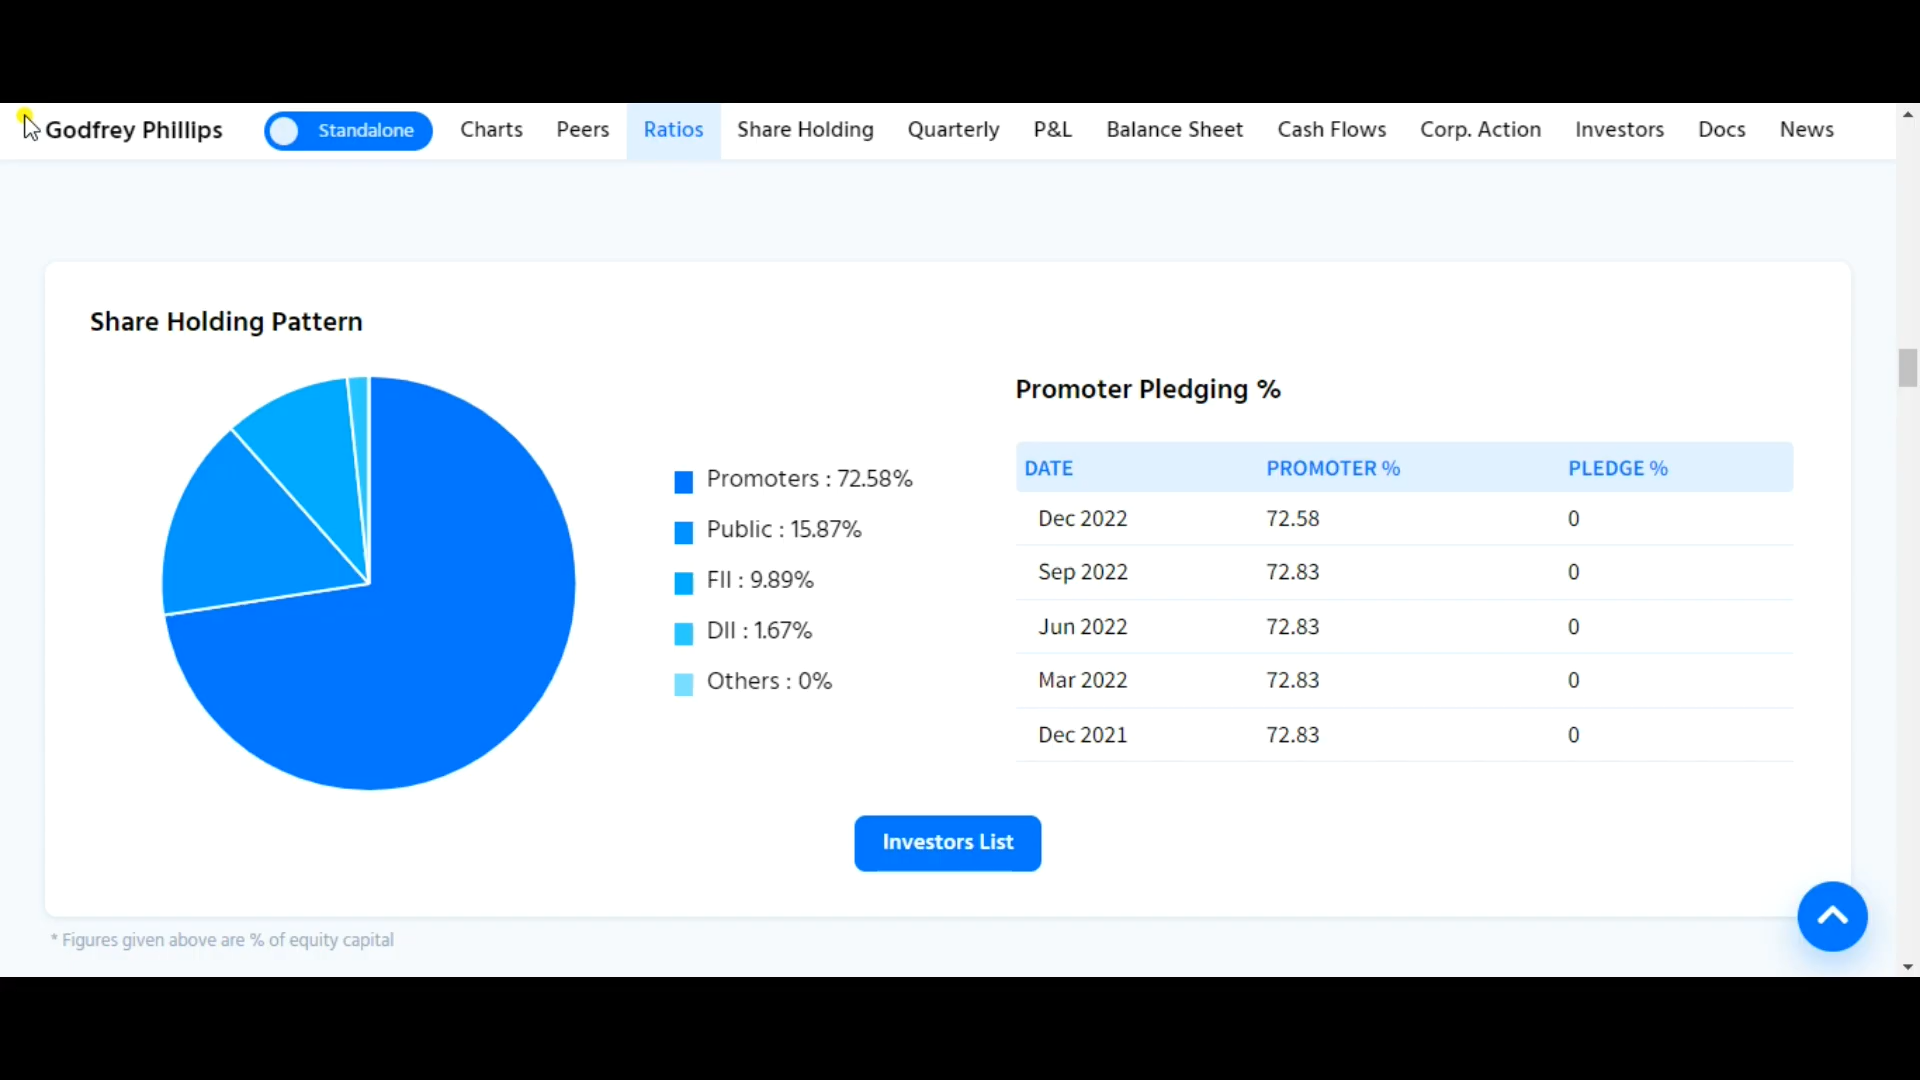 Godfrey Phillips Standalone Charts Peers Ratios Share Holding Quarterly P&L Balance Sheet Cash Flows Corp. Action Investors Docs News
Share Holding Pattern
Promoters : 72.58%
Public : 15.87%
FII : 9.89%
DII : 1.67%
Others : 0%
Promoter Pledging %
DATE PROMOTER % PLEDGE %
Dec 2022 72.58 0
Sep 2022 72.83 0
Jun 2022 72.83 0
Mar 2022 72.83 0
Dec 2021 72.83 0
Investors List
* Figures given above are % of equity capital